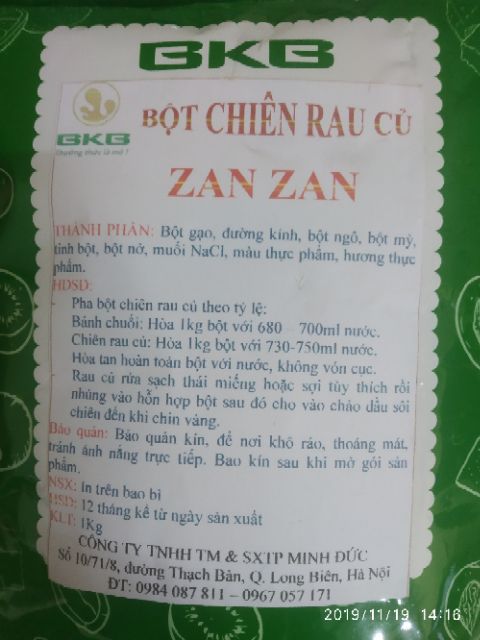 BKB
BKB
Thưởng thức là mê !
BỘT CHIÊN RAU CỦ
ZAN ZAN
THÀNH PHẦN: Bột gạo, đường kính, bột ngô, bột mỳ,
tinh bột, bột nở, muối NaCl, màu thực phẩm, hương thực
phẩm.
HDSD:
- Pha bột chiên rau củ theo tỷ lệ:
Bánh chuối: Hòa 1kg bột với 680 – 700ml nước.
Chiên rau củ: Hòa 1kg bột với 730-750ml nước.
- Hòa tan hoàn toàn bột với nước, không vón cục.
- Rau củ rửa sạch thái miếng hoặc sợi tùy thích rồi
nhúng vào hỗn hợp bột sau đó cho vào chảo dầu sôi
chiên đến khi chín vàng.
Bảo quản: Bảo quản kín, để nơi khô ráo, thoáng mát,
tránh ánh nắng trực tiếp. Bao kín sau khi mở gói sản
phẩm.
NSX: in trên bao bì
HSD: 12 tháng kể từ ngày sản xuất
KLT: 1Kg
CÔNG TY TNHH TM & SXTP MINH ĐỨC
Số 10/71/8, đường Thạch Bàn, Q. Long Biên, Hà Nội
ĐT: 0984 087 811 – 0967 057 171
2019/11/19 14:16